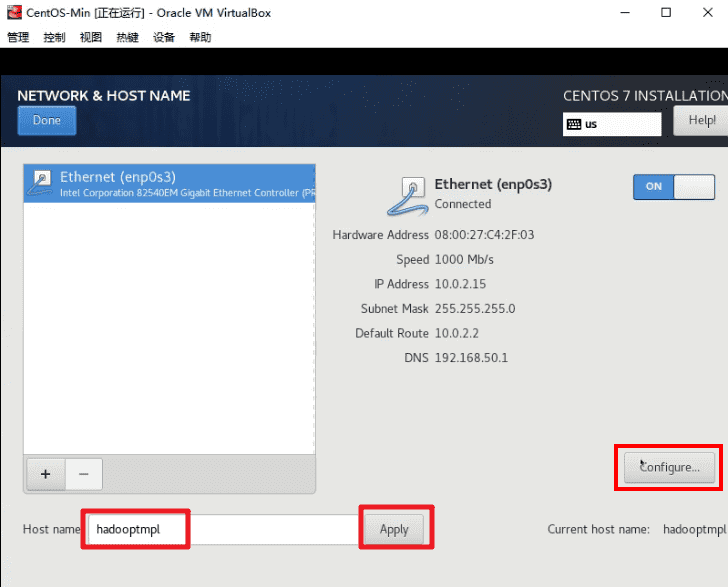 CentOS-Min [正在运行] - Oracle VM VirtualBox
管理 控制 视图 热键 设备 帮助
NETWORK & HOST NAME
CENTOS 7 INSTALLATION
Done
us
Help!
Ethernet (enp0s3)
Intel Corporation 82540EM Gigabit Ethernet Controller (PR
Ethernet (enp0s3)
Connected
ON
Hardware Address 08:00:27:C4:2F:03
Speed 1000 Mb/s
IP Address 10.0.2.15
Subnet Mask 255.255.255.0
Default Route 10.0.2.2
DNS 192.168.50.1
+ −
Configure...
Host name hadooptmpl Apply Current host name: hadooptmpl